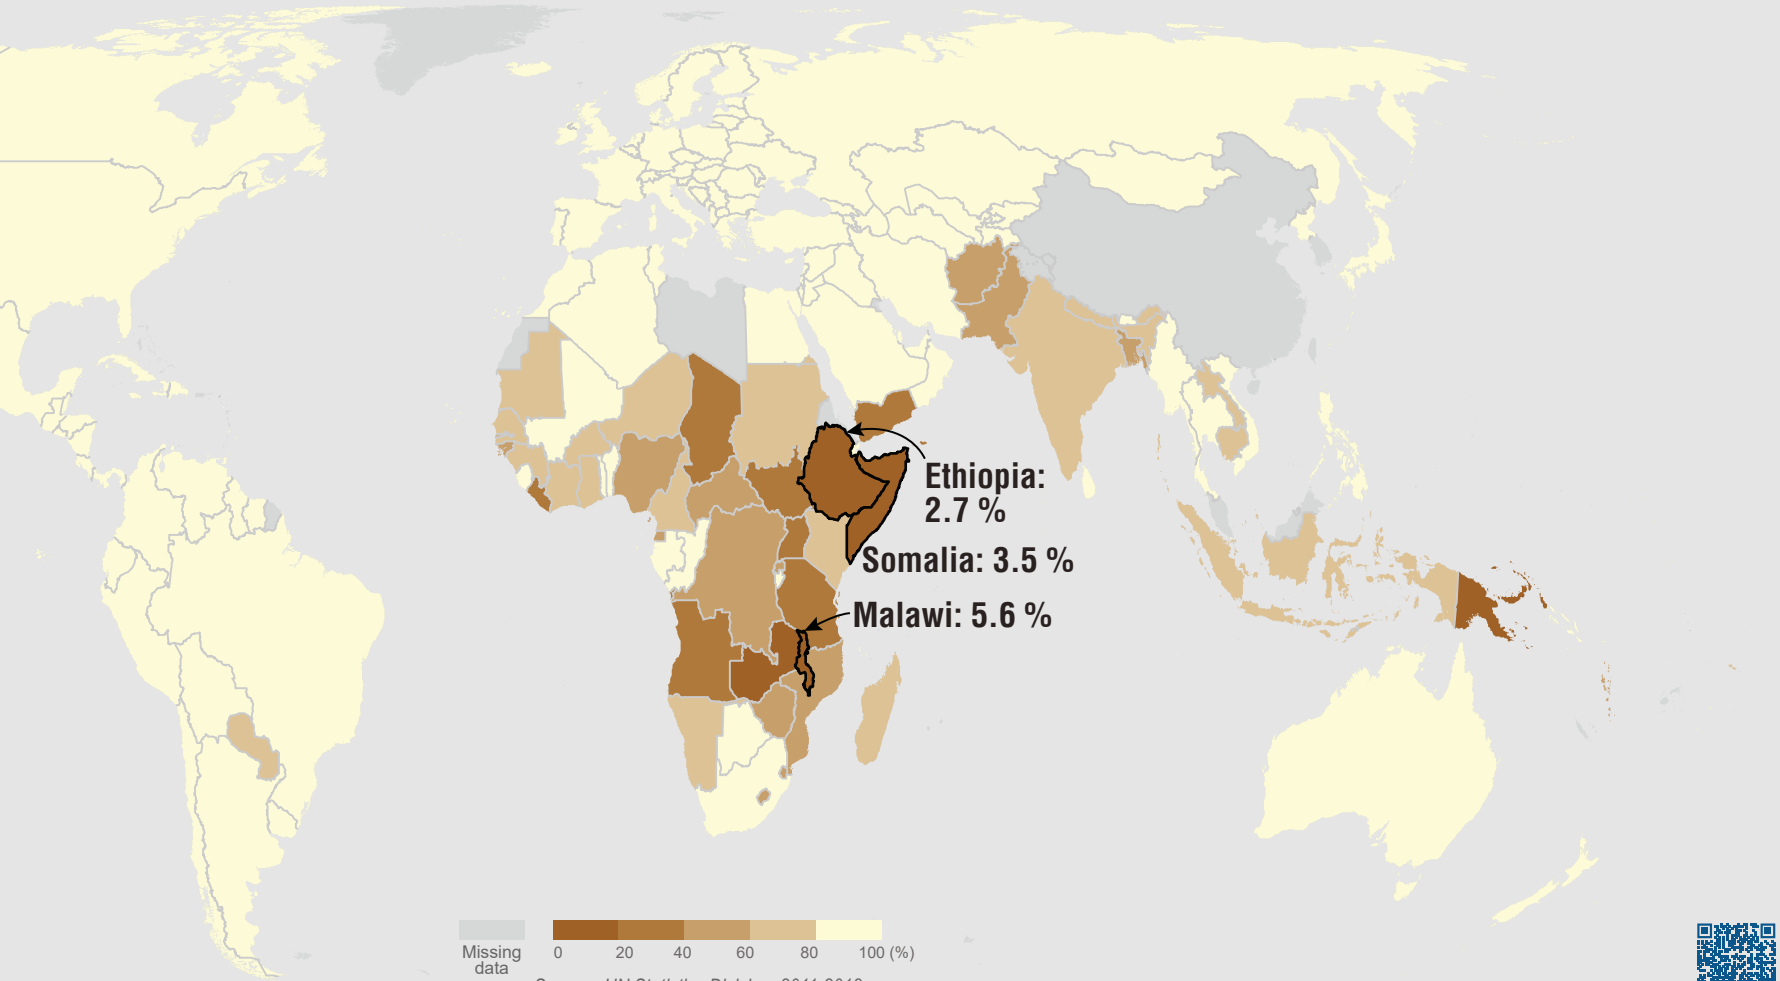 Ethiopia:
2.7 %
Somalia: 3.5 %
Malawi: 5.6 %
Missing
data
0 20 40 60 80 100 (%)